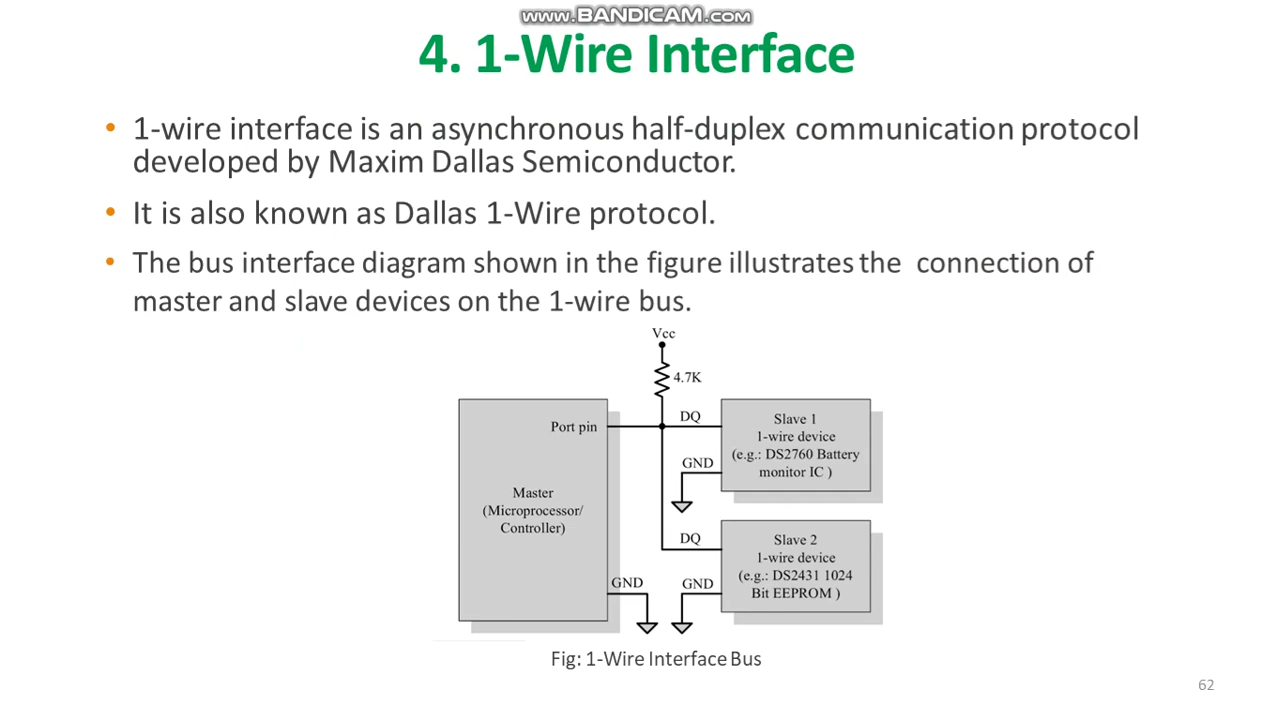 WWW.BANDICAM.COM
4. 1-Wire Interface
• 1-wire interface is an asynchronous half-duplex communication protocol
developed by Maxim Dallas Semiconductor.
• It is also known as Dallas 1-Wire protocol.
• The bus interface diagram shown in the figure illustrates the connection of
master and slave devices on the 1-wire bus.
Vcc
4.7K
Port pin
DQ
Slave 1
1-wire device
(e.g.: DS2760 Battery
monitor IC )
GND
Master
(Microprocessor/
Controller)
DQ
Slave 2
1-wire device
(e.g.: DS2431 1024
Bit EEPROM )
GND
GND
Fig: 1-Wire Interface Bus
62